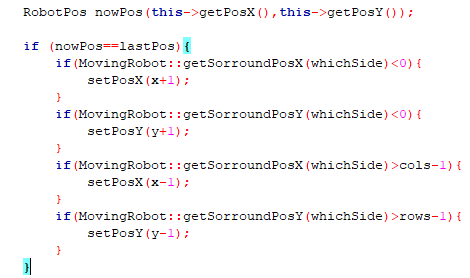 RobotPos nowPos(this->getPosX(),this->getPosY());
if (nowPos==lastPos){
if(MovingRobot::getSorroundPosX(whichSide)<0){
setPosX(x+1);
}
if(MovingRobot::getSorroundPosY(whichSide)<0){
setPosY(y+1);
}
if(MovingRobot::getSorroundPosX(whichSide)>cols-1){
setPosX(x-1);
}
if(MovingRobot::getSorroundPosY(whichSide)>rows-1){
setPosY(y-1);
}
}